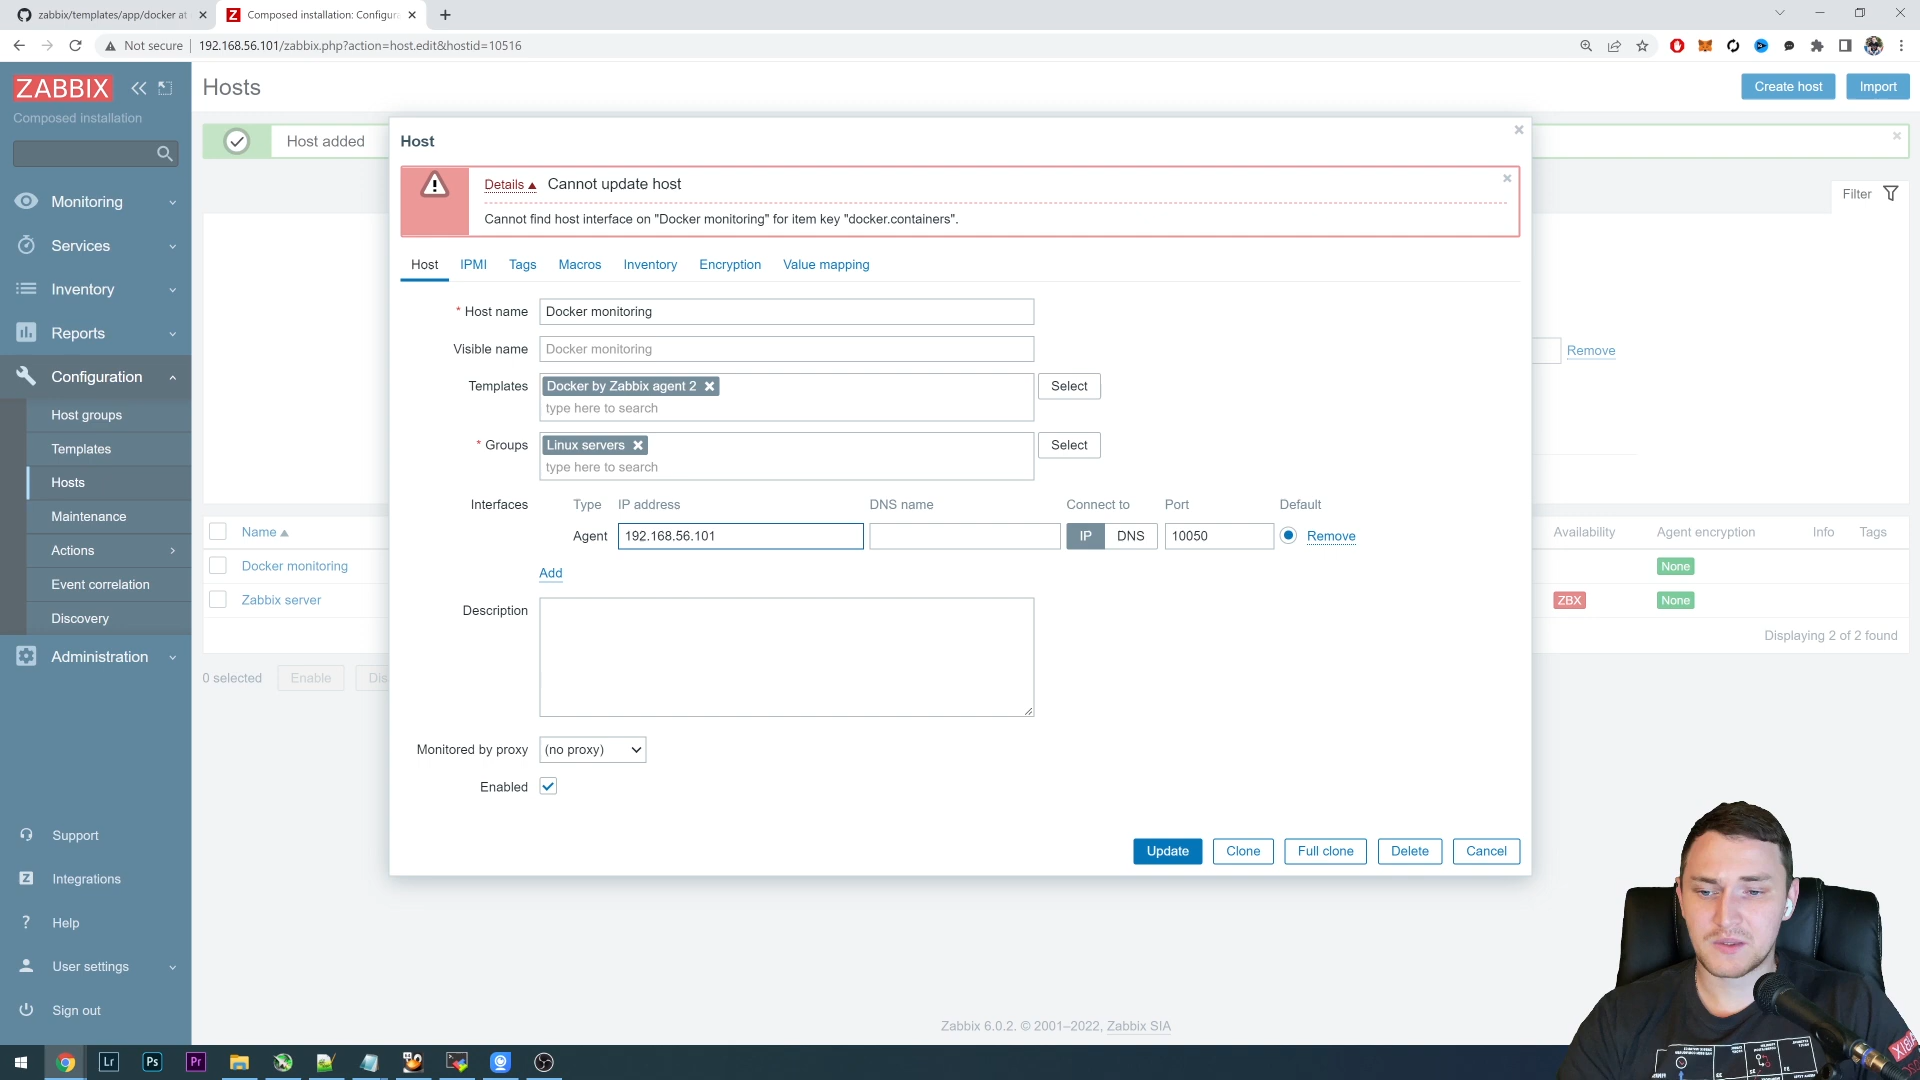 zabbix/templates/app/docker at
Composed installation: Configura
Not secure
192.168.56.101/zabbix.php?action=host.edit&hostid=10516
ZABBIX
Composed installation
Monitoring
Services
Inventory
Reports
Configuration
Host groups
Templates
Hosts
Maintenance
Actions
Event correlation
Discovery
Administration
Support
Integrations
Help
User settings
Sign out
Hosts
Create host
Import
Host added
Filter
Remove
Host
Details Cannot update host
Cannot find host interface on "Docker monitoring" for item key "docker.containers".
Host IPMI Tags Macros Inventory Encryption Value mapping
* Host name Docker monitoring
Visible name Docker monitoring
Templates Docker by Zabbix agent 2 Select
type here to search
* Groups Linux servers Select
type here to search
Interfaces Type IP address DNS name Connect to Port Default
Agent 192.168.56.101 IP DNS 10050 Remove
Add
Description
Monitored by proxy (no proxy)
Enabled
Update Clone Full clone Delete Cancel
Name Availability Agent encryption Info Tags
Docker monitoring None
Zabbix server ZBX None
Displaying 2 of 2 found
0 selected Enable Dis
Zabbix 6.0.2. © 2001–2022, Zabbix SIA
Lr
Ps
Pr